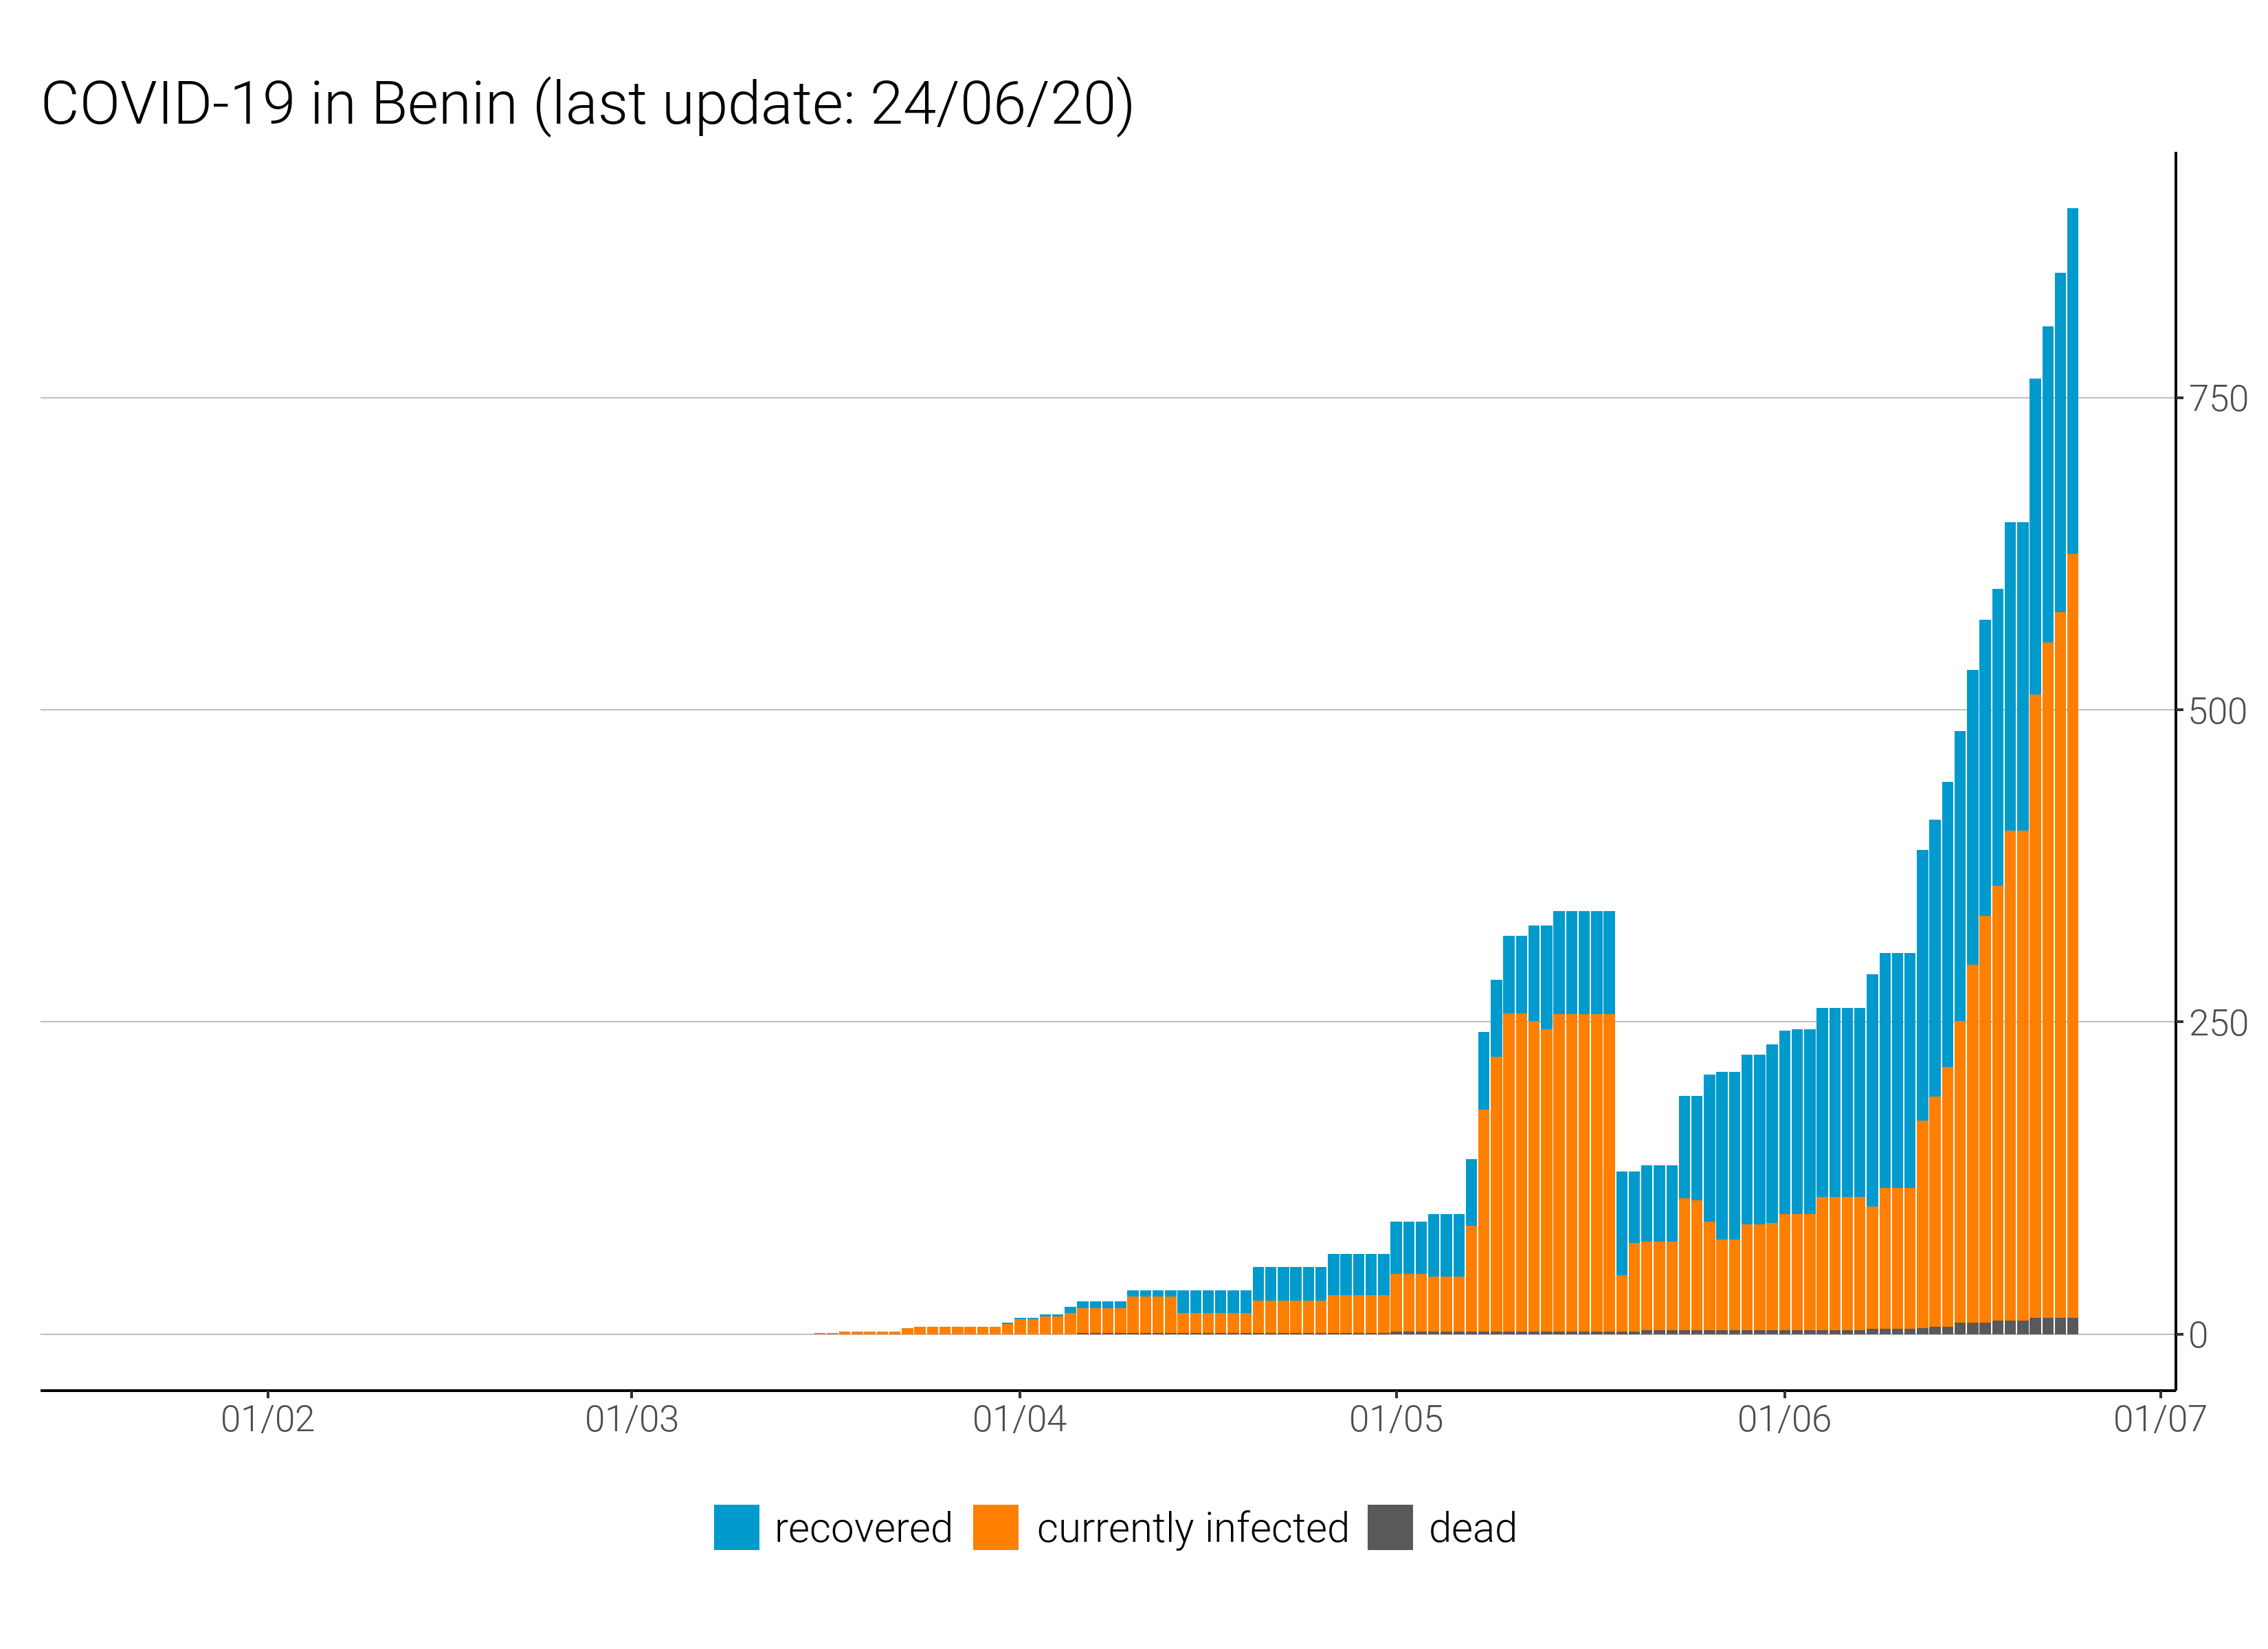 COVID-19 in Benin (last update: 24/06/20)
750
500
250
0
01/02 01/03 01/04 01/05 01/06 01/07
recovered currently infected dead